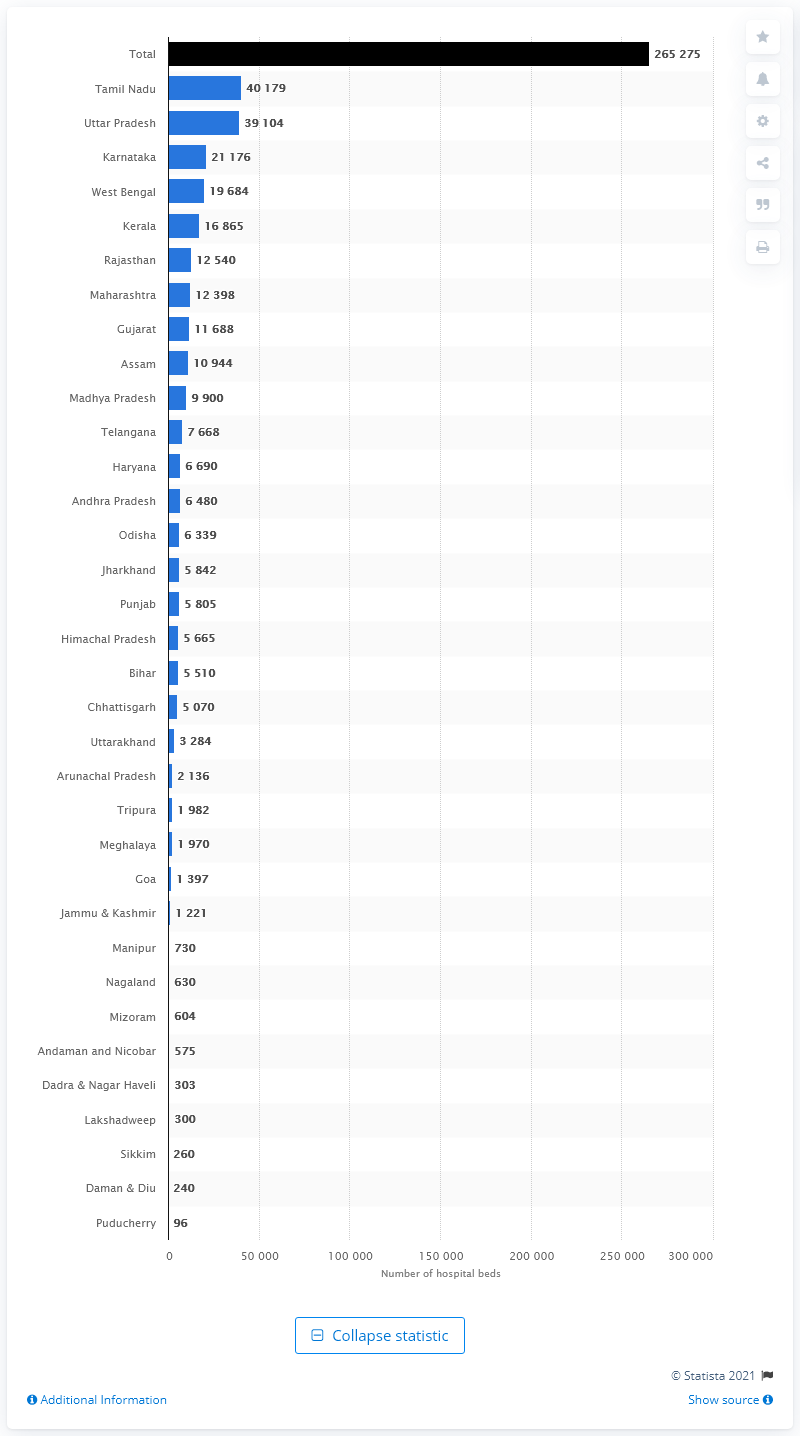 Total 265 275
Tamil Nadu 40 179
Uttar Pradesh 39 104
Karnataka 21 176
West Bengal 19 684
Kerala 16 865
Rajasthan 12 540
Maharashtra 12 398
Gujarat 11 688
Assam 10 944
Madhya Pradesh 9 900
Telangana 7 668
Haryana 6 690
Andhra Pradesh 6 480
Odisha 6 339
Jharkhand 5 842
Punjab 5 805
Himachal Pradesh 5 665
Bihar 5 510
Chhattisgarh 5 070
Uttarakhand 3 284
Arunachal Pradesh 2 136
Tripura 1 982
Meghalaya 1 970
Goa 1 397
Jammu & Kashmir 1 221
Manipur 730
Nagaland 630
Mizoram 604
Andaman and Nicobar 575
Dadra & Nagar Haveli 303
Lakshadweep 300
Sikkim 260
Daman & Diu 240
Puducherry 96
0 50 000 100 000 150 000 200 000 250 000 300 000
Number of hospital beds
Collapse statistic
© Statista 2021
Additional Information Show source